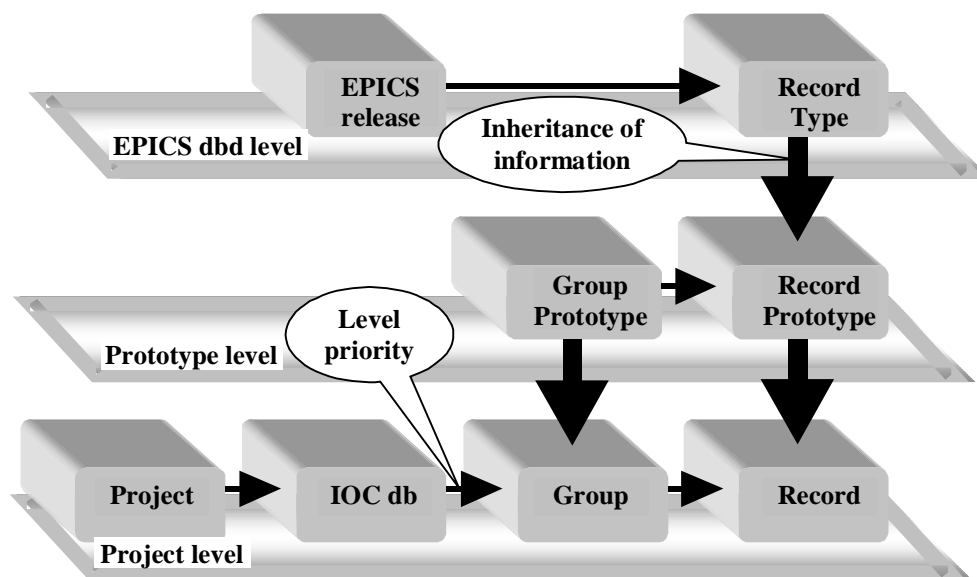 EPICS
release
Record
Type
Inheritance of
information
EPICS dbd level
Group
Prototype
Record
Prototype
Level
priority
Prototype level
Project
IOC db
Group
Record
Project level